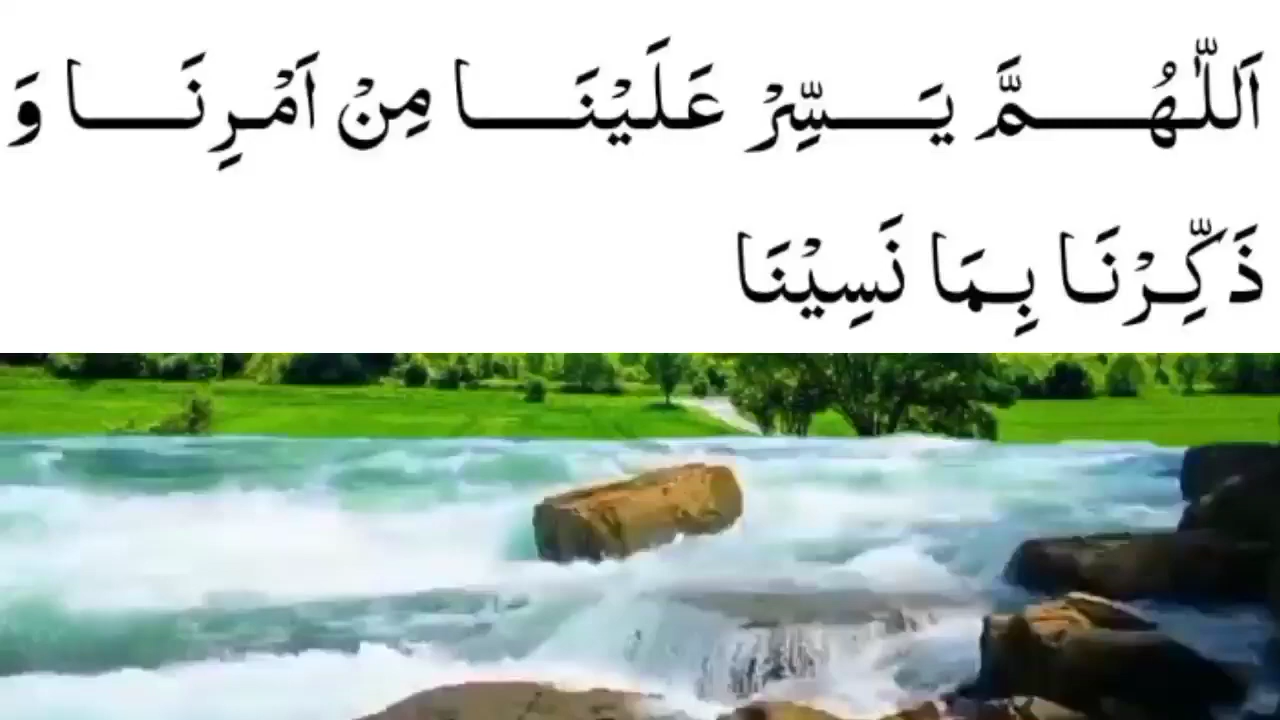 اَللّٰهُمَّ يَسِّرْ عَلَيْنَا مِنْ اَمْرِنَا وَ
ذَكِّرْنَا بِمَا نَسِيْنَا